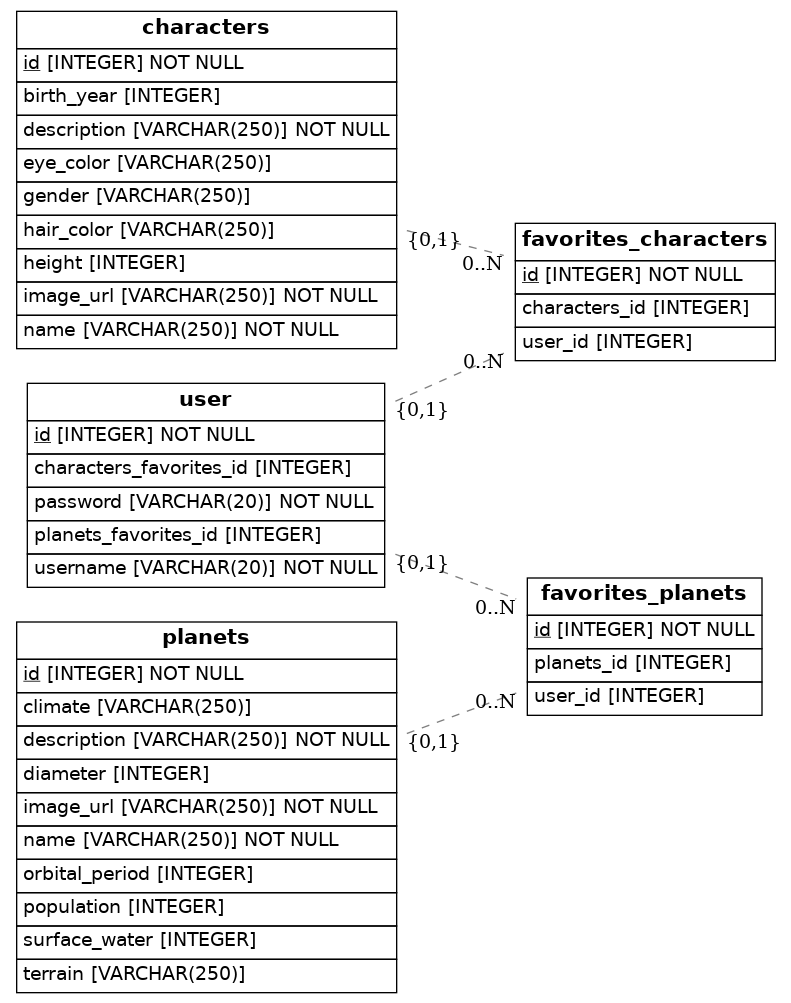 characters
id [INTEGER] NOT NULL
birth_year [INTEGER]
description [VARCHAR(250)] NOT NULL
eye_color [VARCHAR(250)]
gender [VARCHAR(250)]
hair_color [VARCHAR(250)]
height [INTEGER]
image_url [VARCHAR(250)] NOT NULL
name [VARCHAR(250)] NOT NULL
{0,1}
0..N
favorites_characters
id [INTEGER] NOT NULL
characters_id [INTEGER]
user_id [INTEGER]
0..N
{0,1}
user
id [INTEGER] NOT NULL
characters_favorites_id [INTEGER]
password [VARCHAR(20)] NOT NULL
planets_favorites_id [INTEGER]
username [VARCHAR(20)] NOT NULL
{0,1}
0..N
favorites_planets
id [INTEGER] NOT NULL
planets_id [INTEGER]
user_id [INTEGER]
0..N
{0,1}
planets
id [INTEGER] NOT NULL
climate [VARCHAR(250)]
description [VARCHAR(250)] NOT NULL
diameter [INTEGER]
image_url [VARCHAR(250)] NOT NULL
name [VARCHAR(250)] NOT NULL
orbital_period [INTEGER]
population [INTEGER]
surface_water [INTEGER]
terrain [VARCHAR(250)]